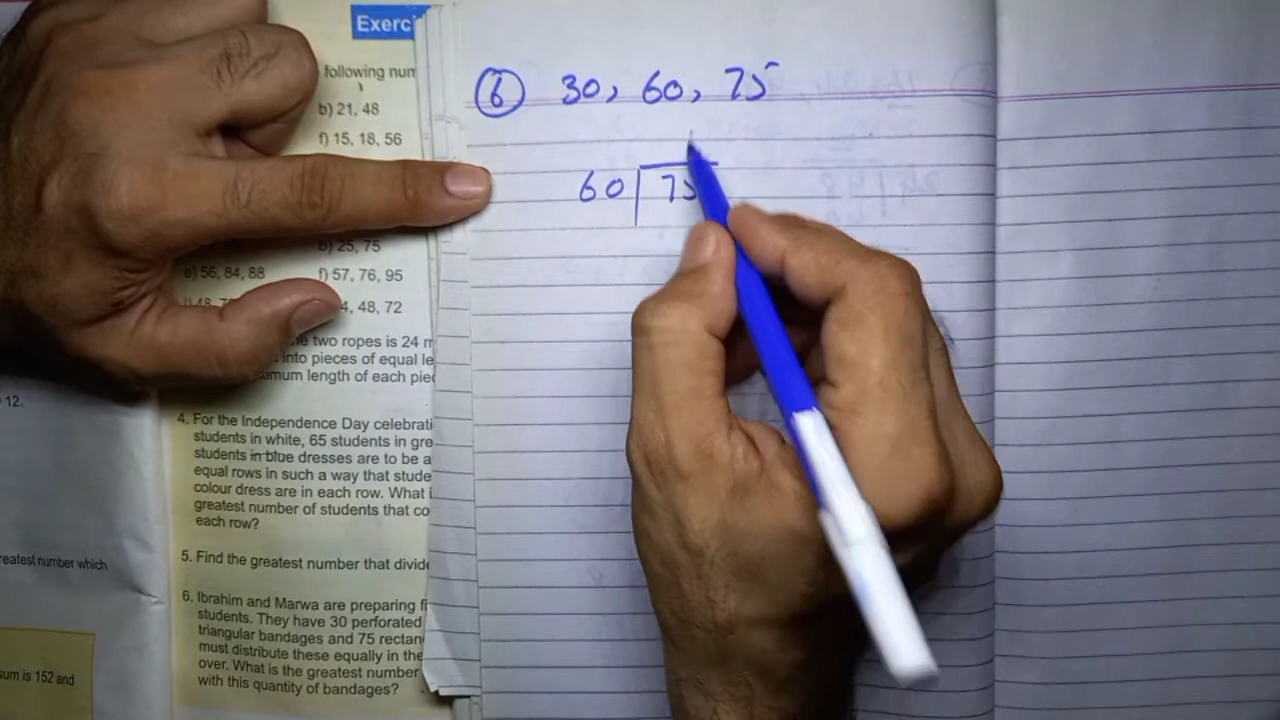 Exerci
following num
b) 21, 48
f) 15, 18, 56
b) 25, 75
e) 56, 84, 88 f) 57, 76, 95
4, 48, 72
e two ropes is 24 m
into pieces of equal le
mum length of each piec
12.
4. For the Independence Day celebrati
students in white, 65 students in gre
students in blue dresses are to be a
equal rows in such a way that stude
colour dress are in each row. What i
greatest number of students that co
each row?
5. Find the greatest number that divide
6. Ibrahim and Marwa are preparing fi
students. They have 30 perforated
triangular bandages and 75 rectan
must distribute these equally in the
over. What is the greatest number
with this quantity of bandages?
reatest number which
sum is 152 and
6 30, 60, 75
60 75